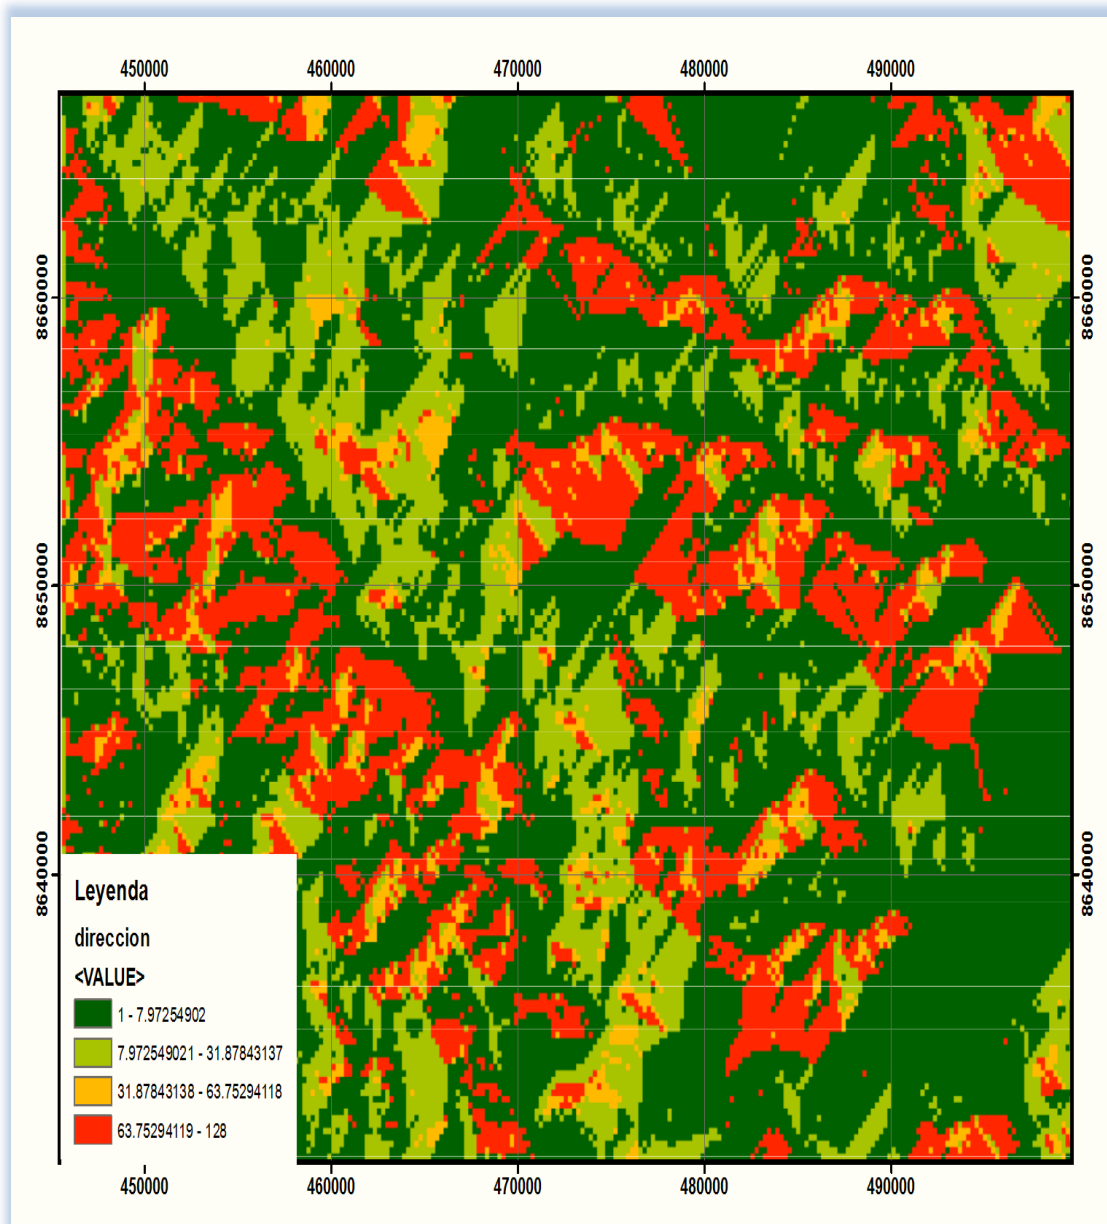 450000 460000 470000 480000 490000
8660000 8660000
8650000 8650000
8640000 8640000
Leyenda
direccion
<VALUE>
1 - 7.97254902
7.972549021 - 31.87843137
31.87843138 - 63.75294118
63.75294119 - 128
450000 460000 470000 480000 490000